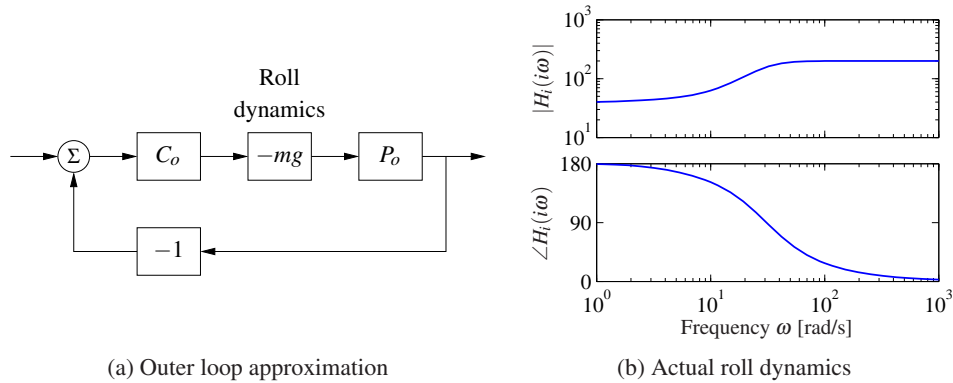 Roll
dynamics
Σ
C_o
−mg
P_o
−1
(a) Outer loop approximation
|H_i(iω)|
10^3
10^2
10^1
∠H_i(iω)
180
90
0
10^0 10^1 10^2 10^3
Frequency ω [rad/s]
(b) Actual roll dynamics